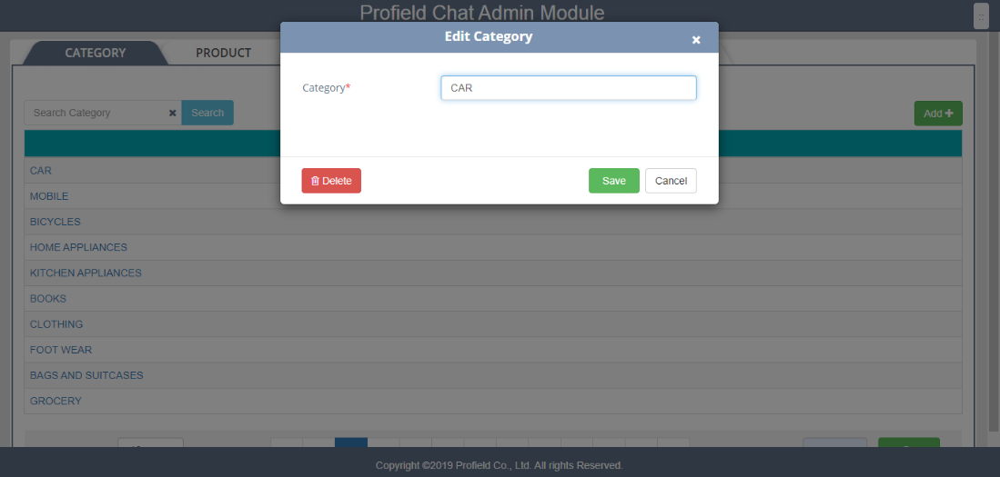 Profield Chat Admin Module
Edit Category
CATEGORY
PRODUCT
Category*
CAR
Search Category
Search
Add
Delete
Save
Cancel
CAR
MOBILE
BICYCLES
HOME APPLIANCES
KITCHEN APPLIANCES
BOOKS
CLOTHING
FOOT WEAR
BAGS AND SUITCASES
GROCERY
Copyright ©2019 Profield Co., Ltd. All rights Reserved.